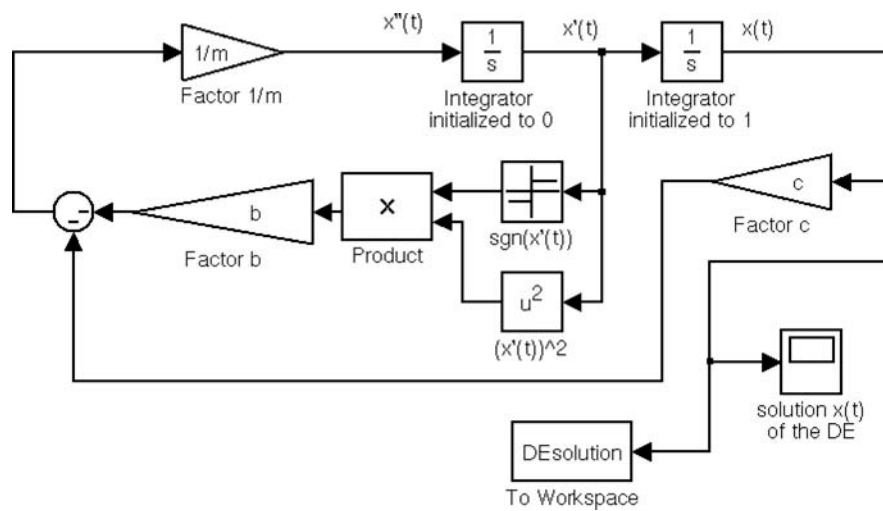 x''(t)
x'(t)
x(t)
1/m
1
s
1
s
Factor 1/m
Integrator
initialized to 0
Integrator
initialized to 1
- -
b
x
c
Factor b
Product
sgn(x'(t))
Factor c
u²
(x'(t))^2
solution x(t)
of the DE
DEsolution
To Workspace